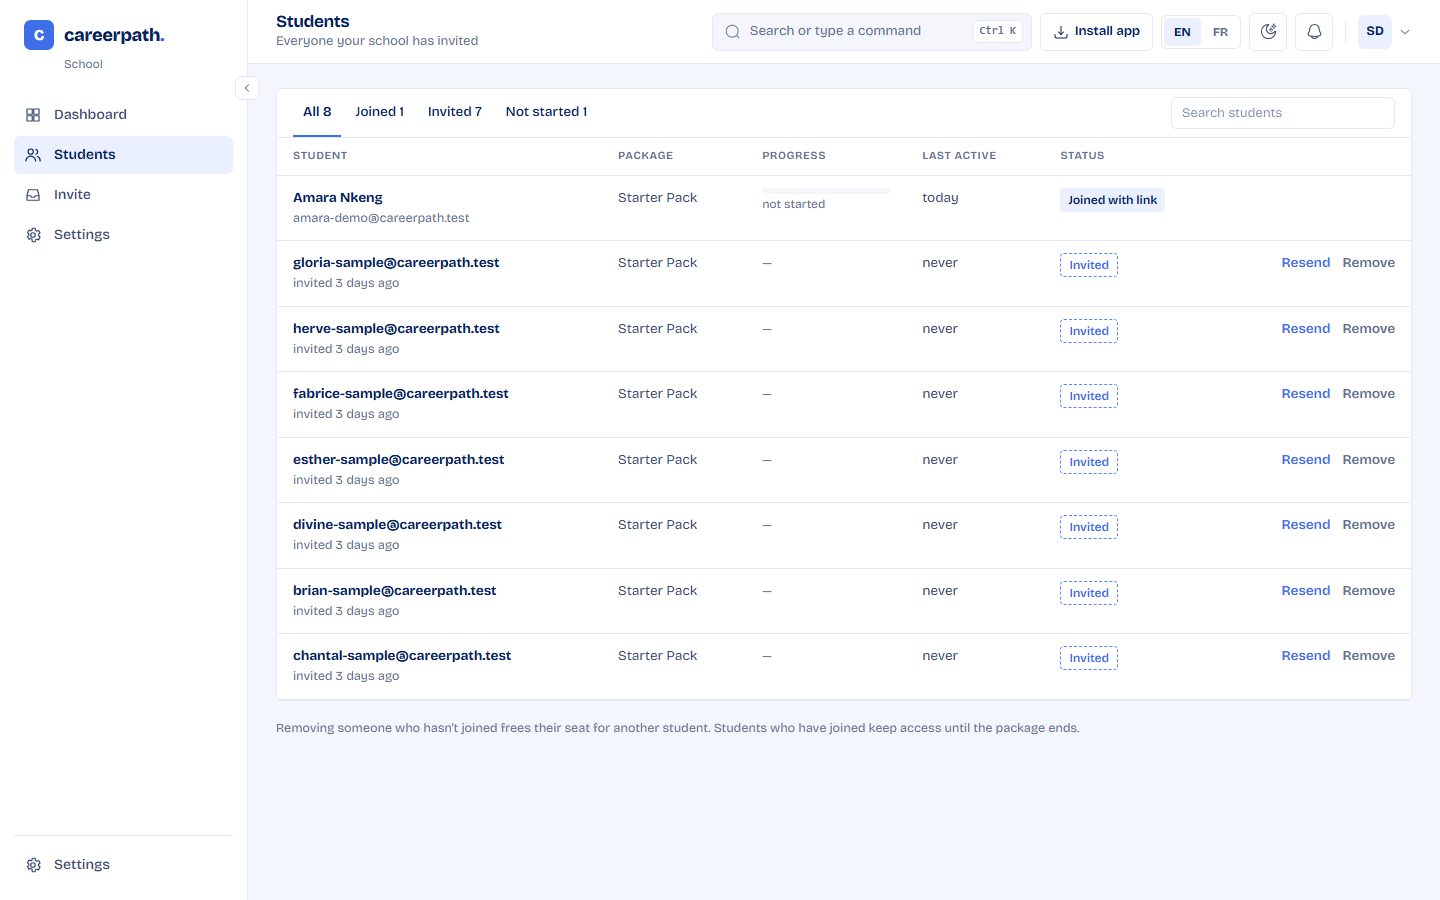 C careerpath.
School
Dashboard
Students
Invite
Settings
Settings
Students
Everyone your school has invited
Search or type a command Ctrl K
Install app
EN FR
SD
All 8 Joined 1 Invited 7 Not started 1
Search students
STUDENT PACKAGE PROGRESS LAST ACTIVE STATUS
Amara Nkeng Starter Pack today Joined with link
amara-demo@careerpath.test not started
gloria-sample@careerpath.test Starter Pack — never Invited Resend Remove
invited 3 days ago
herve-sample@careerpath.test Starter Pack — never Invited Resend Remove
invited 3 days ago
fabrice-sample@careerpath.test Starter Pack — never Invited Resend Remove
invited 3 days ago
esther-sample@careerpath.test Starter Pack — never Invited Resend Remove
invited 3 days ago
divine-sample@careerpath.test Starter Pack — never Invited Resend Remove
invited 3 days ago
brian-sample@careerpath.test Starter Pack — never Invited Resend Remove
invited 3 days ago
chantal-sample@careerpath.test Starter Pack — never Invited Resend Remove
invited 3 days ago
Removing someone who hasn't joined frees their seat for another student. Students who have joined keep access until the package ends.